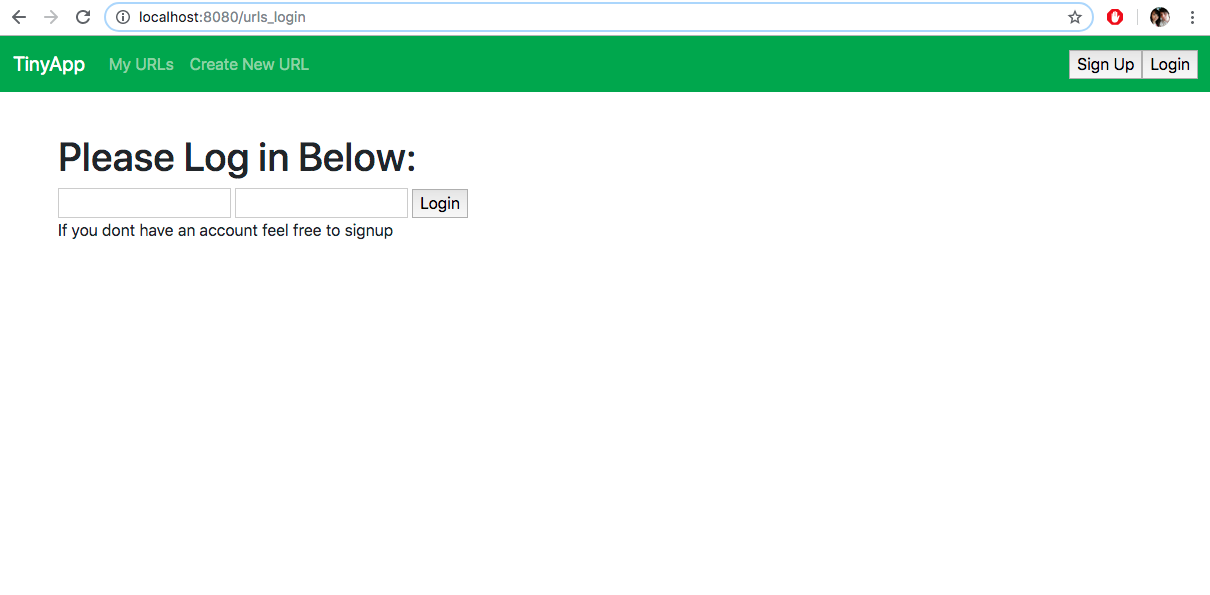 localhost:8080/urls_login
TinyApp My URLs Create New URL Sign Up Login
Please Log in Below:
Login
If you dont have an account feel free to signup